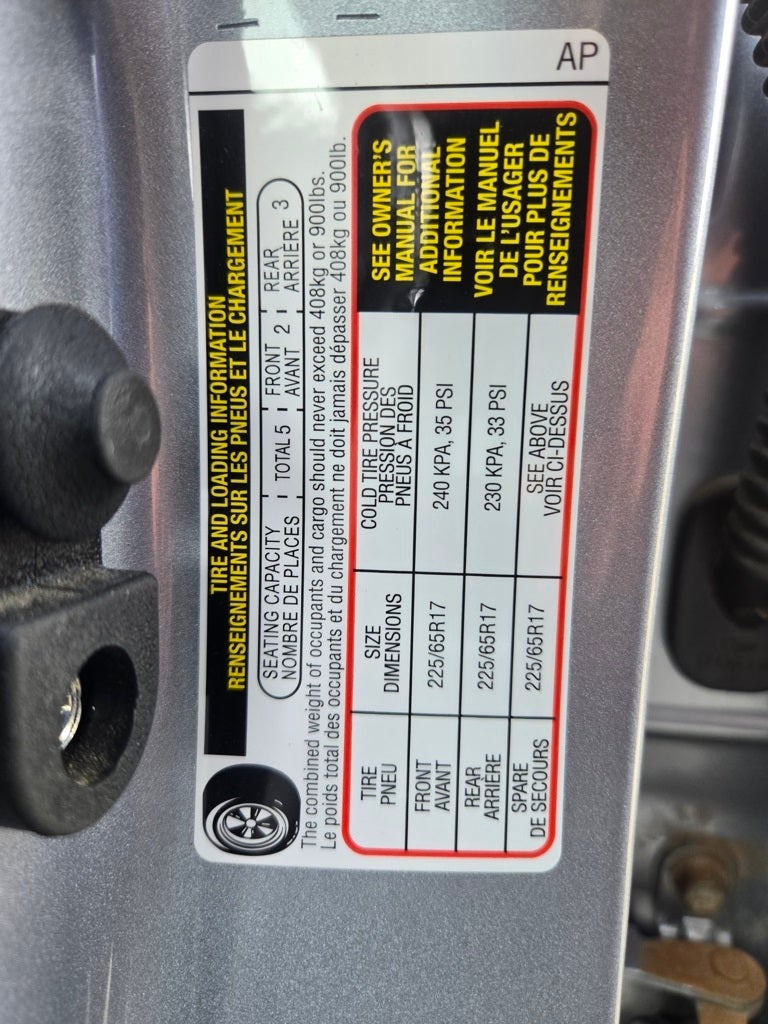 AP
TIRE AND LOADING INFORMATION
RENSEIGNEMENTS SUR LES PNEUS ET LE CHARGEMENT
SEATING CAPACITY
NOMBRE DE PLACES
TOTAL 5
FRONT
AVANT 2
REAR
ARRIÈRE 3
The combined weight of occupants and cargo should never exceed 408kg or 900lbs.
Le poids total des occupants et du chargement ne doit jamais dépasser 408kg ou 900lb.
TIRE
PNEU
SIZE
DIMENSIONS
COLD TIRE PRESSURE
PRESSION DES
PNEUS À FROID
FRONT
AVANT
225/65R17
240 KPA, 35 PSI
REAR
ARRIÈRE
225/65R17
230 KPA, 33 PSI
SPARE
DE SECOURS
225/65R17
SEE ABOVE
VOIR CI-DESSUS
SEE OWNER'S
MANUAL FOR
ADDITIONAL
INFORMATION
VOIR LE MANUEL
DE L'USAGER
POUR PLUS DE
RENSEIGNEMENTS